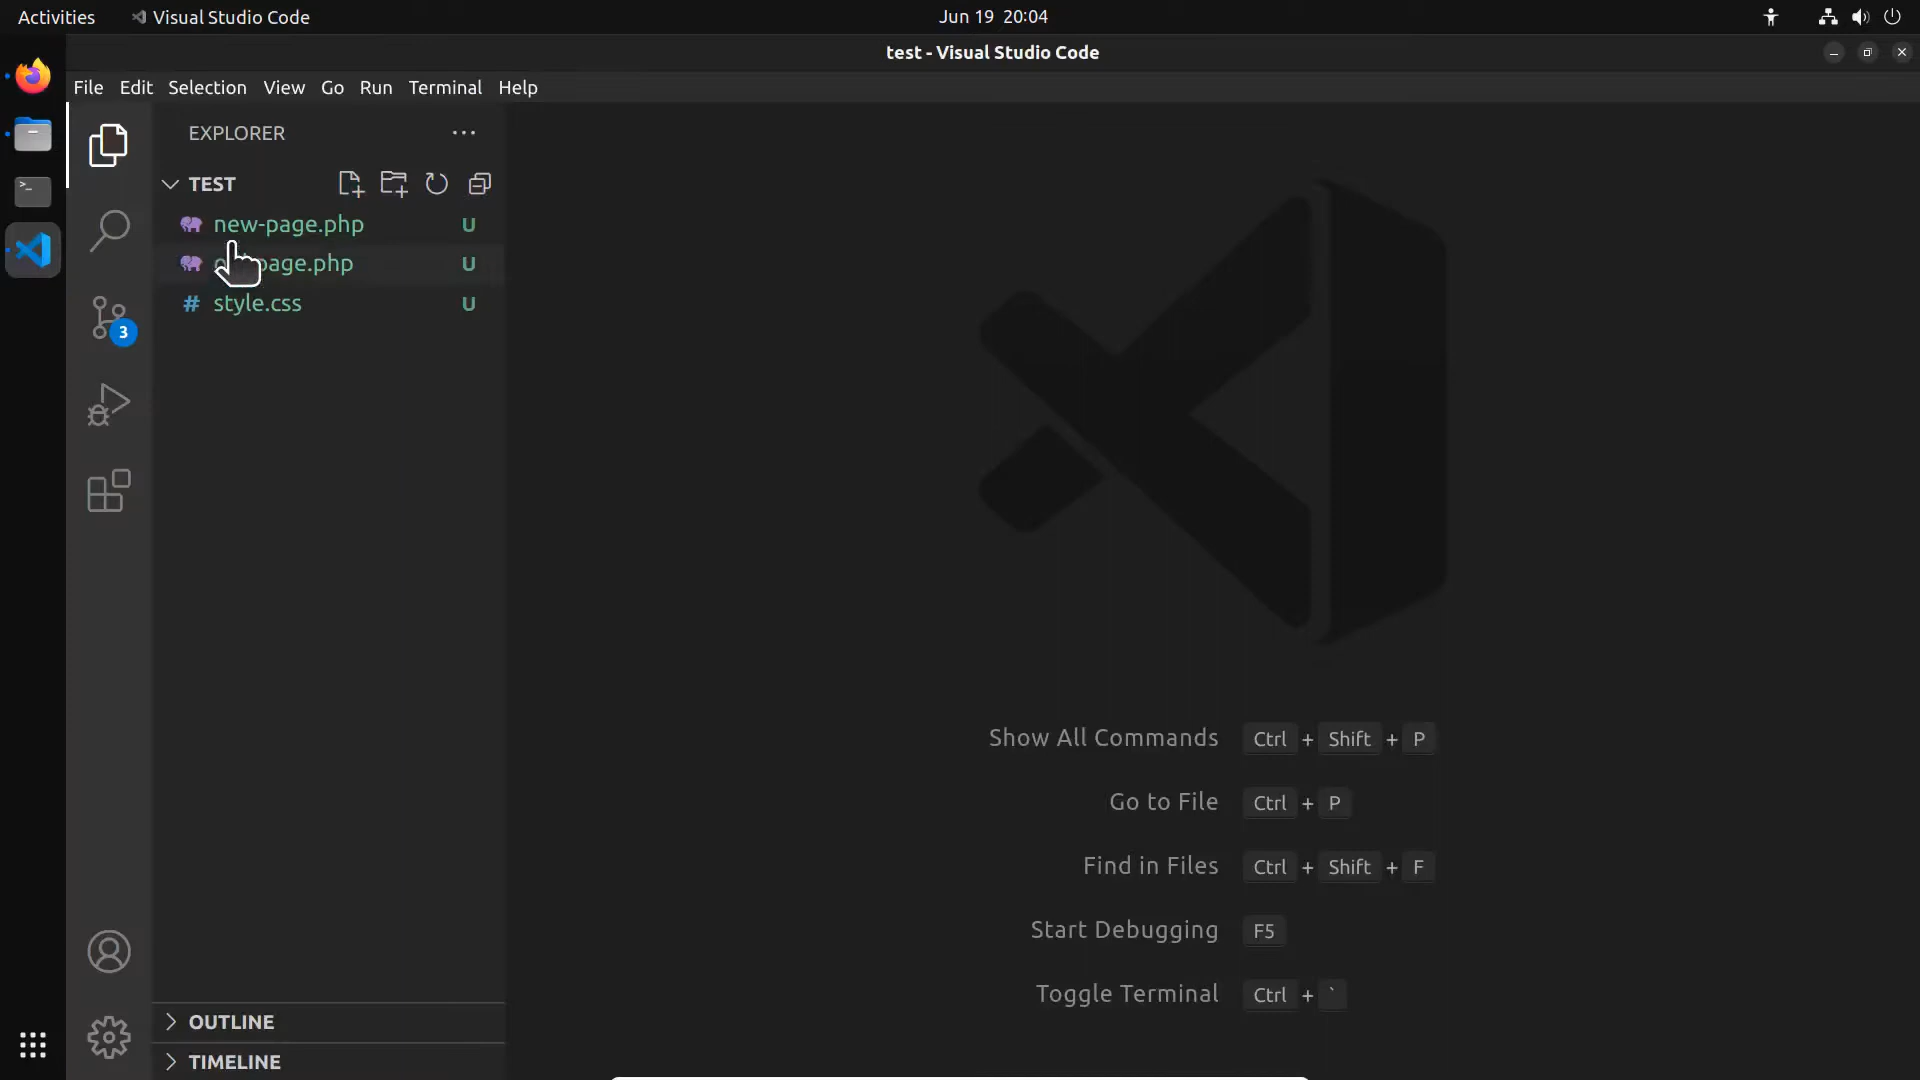 Activities
Visual Studio Code
Jun 19 20:04
test - Visual Studio Code
File Edit Selection View Go Run Terminal Help
EXPLORER
TEST
new-page.php U
page.php U
style.css U
3
Show All Commands Ctrl + Shift + P
Go to File Ctrl + P
Find in Files Ctrl + Shift + F
Start Debugging F5
Toggle Terminal Ctrl + `
OUTLINE
TIMELINE